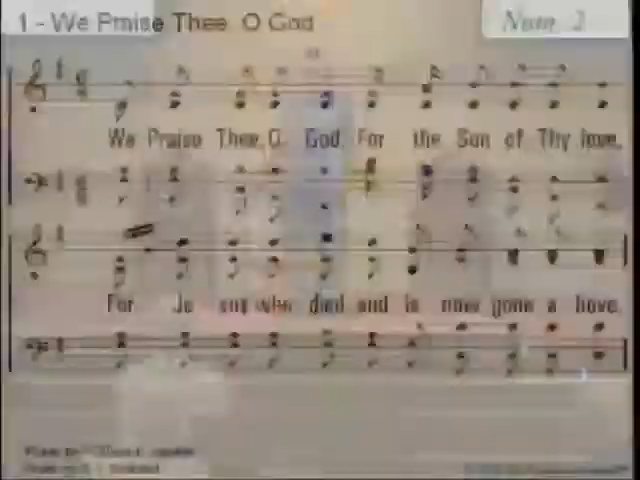 1 - We Praise Thee, O God
Num. 2
We Praise Thee, O God, For the Son of Thy love,
For Je sus who died and is now gone a bove.